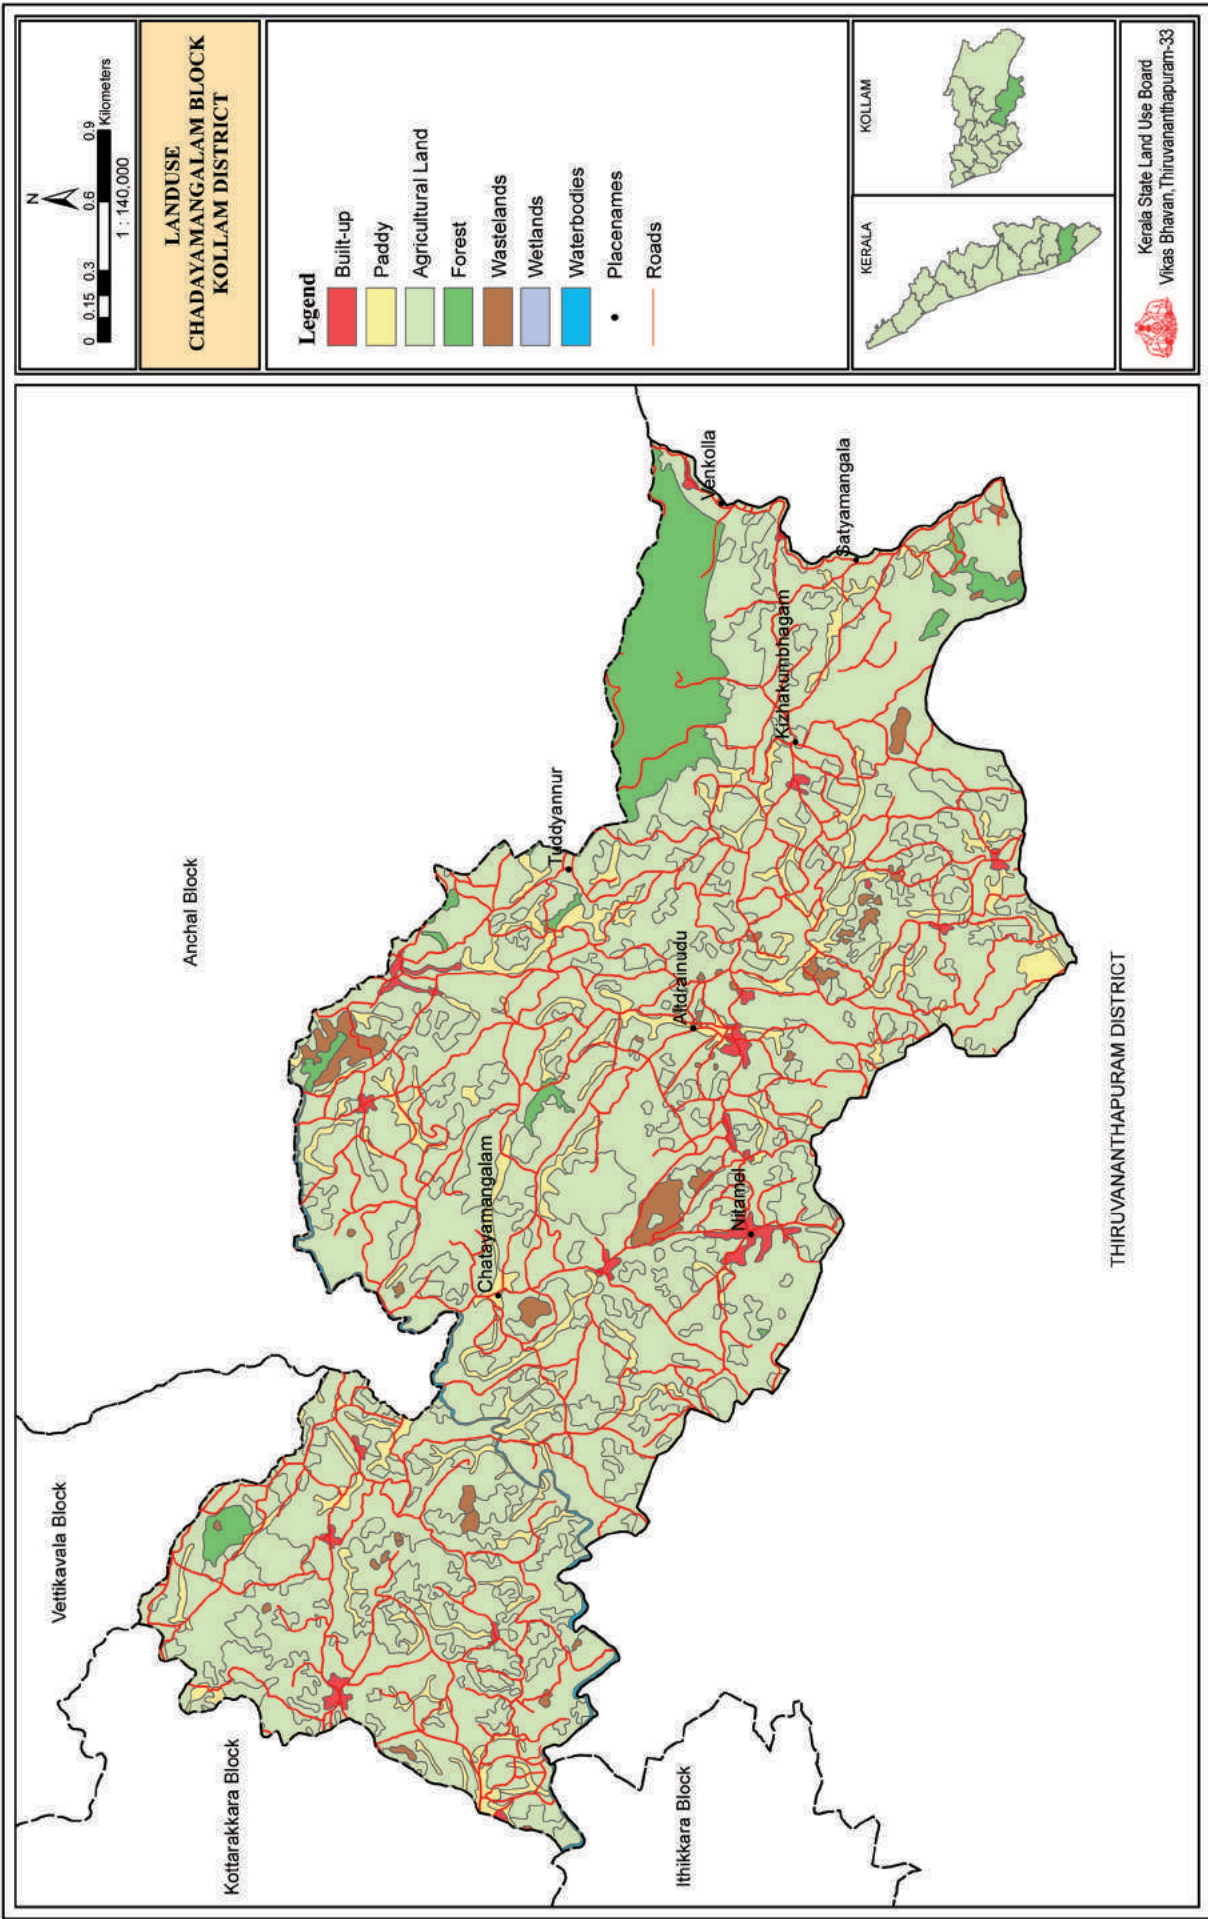 Anchal Block
Vettikavala Block
Kottarakkara Block
Ithikkara Block
THIRUVANANTHAPURAM DISTRICT
Venkolla
Satyamangala
Kizhakumbhagam
Tuddyannur
Altdrainudu
Chatayamangalam
Nitamel
N
0 0.15 0.3 0.6 0.9
Kilometers
1 : 140,000
LANDUSE
CHADAYAMANGALAM BLOCK
KOLLAM DISTRICT
Legend
Built-up
Paddy
Agricultural Land
Forest
Wastelands
Wetlands
Waterbodies
Placenames
Roads
KERALA
KOLLAM
Kerala State Land Use Board
Vikas Bhavan,Thiruvananthapuram-33